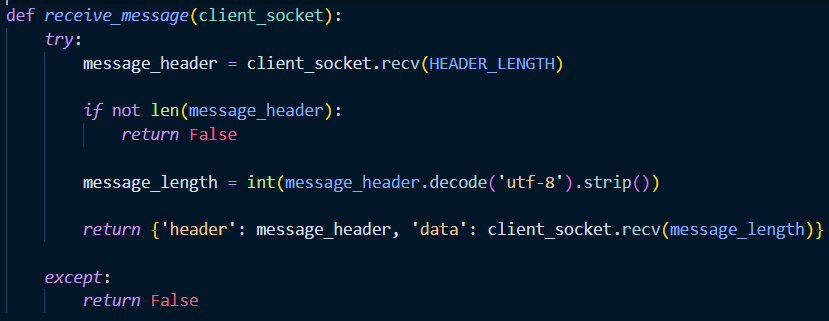 def receive_message(client_socket):
    try:
        message_header = client_socket.recv(HEADER_LENGTH)
        if not len(message_header):
            return False
        message_length = int(message_header.decode('utf-8').strip())
        return {'header': message_header, 'data': client_socket.recv(message_length)}
    except:
        return False